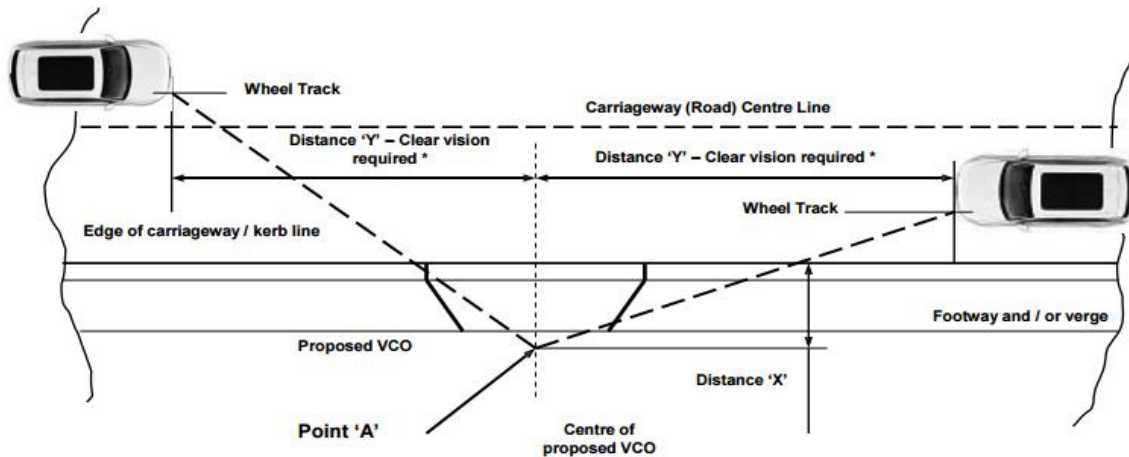 Wheel Track
Carriageway (Road) Centre Line
Distance ‘Y’ – Clear vision
required *
Distance ‘Y’ – Clear vision required *
Wheel Track
Edge of carriageway / kerb line
Footway and / or verge
Proposed VCO
Distance ‘X’
Point ‘A’
Centre of
proposed VCO